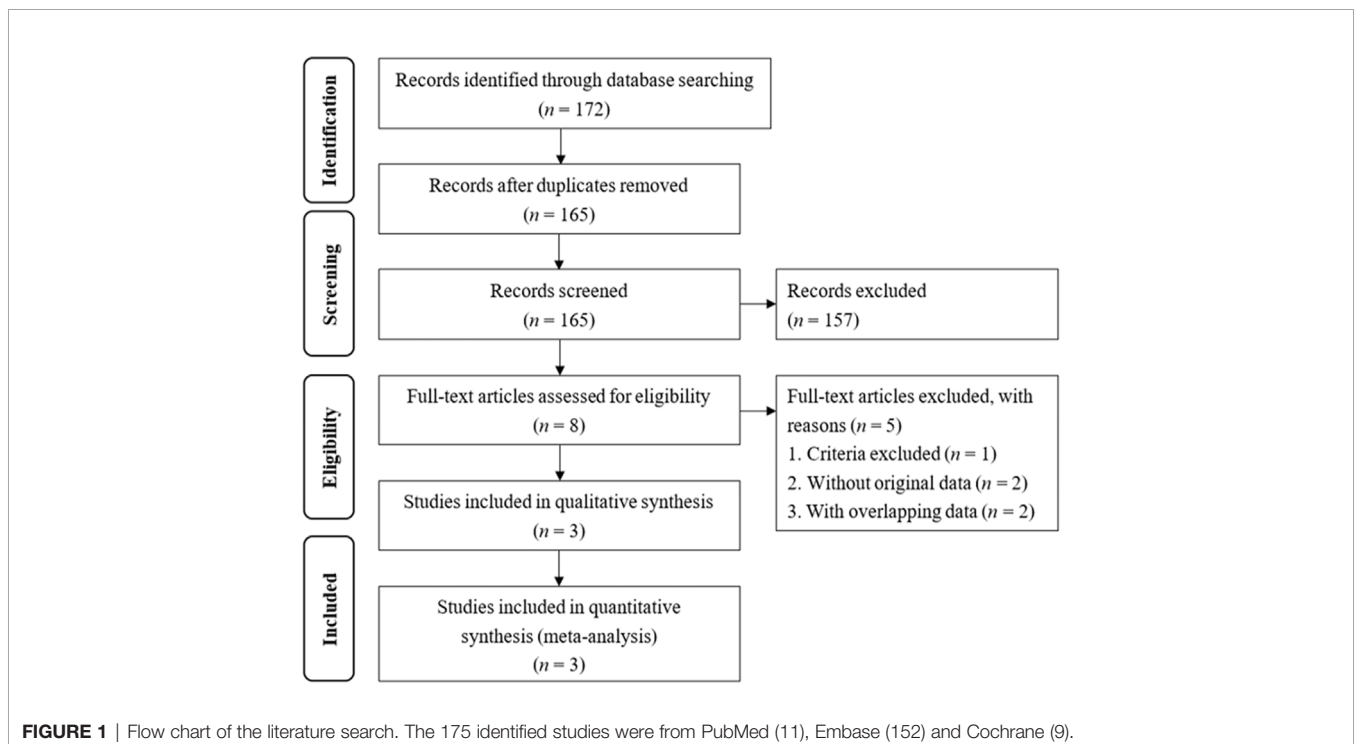 Identification
Records identified through database searching
(n = 172)
Records after duplicates removed
(n = 165)
Screening
Records screened
(n = 165)
Records excluded
(n = 157)
Eligibility
Full-text articles assessed for eligibility
(n = 8)
Full-text articles excluded, with
reasons (n = 5)
1. Criteria excluded (n = 1)
2. Without original data (n = 2)
3. With overlapping data (n = 2)
Studies included in qualitative synthesis
(n = 3)
Included
Studies included in quantitative
synthesis (meta-analysis)
(n = 3)
FIGURE 1 | Flow chart of the literature search. The 175 identified studies were from PubMed (11), Embase (152) and Cochrane (9).